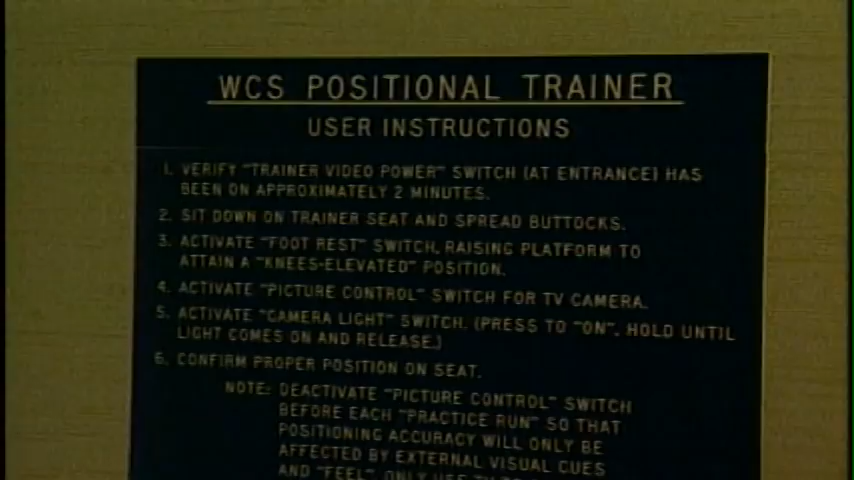 WCS POSITIONAL TRAINER
USER INSTRUCTIONS
1. VERIFY "TRAINER VIDEO POWER" SWITCH (AT ENTRANCE) HAS
BEEN ON APPROXIMATELY 2 MINUTES.
2. SIT DOWN ON TRAINER SEAT AND SPREAD BUTTOCKS.
3. ACTIVATE "FOOT REST" SWITCH, RAISING PLATFORM TO
ATTAIN A "KNEES-ELEVATED" POSITION.
4. ACTIVATE "PICTURE CONTROL" SWITCH FOR TV CAMERA.
5. ACTIVATE "CAMERA LIGHT" SWITCH. (PRESS TO "ON", HOLD UNTIL
LIGHT COMES ON AND RELEASE.)
6. CONFIRM PROPER POSITION ON SEAT.
NOTE: DEACTIVATE "PICTURE CONTROL" SWITCH
BEFORE EACH "PRACTICE RUN" SO THAT
POSITIONING ACCURACY WILL ONLY BE
AFFECTED BY EXTERNAL VISUAL CUES
AND "FEEL". ONLY USE TV